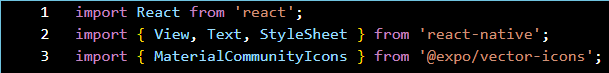 1 import React from 'react';
2 import { View, Text, StyleSheet } from 'react-native';
3 import { MaterialCommunityIcons } from '@expo/vector-icons';